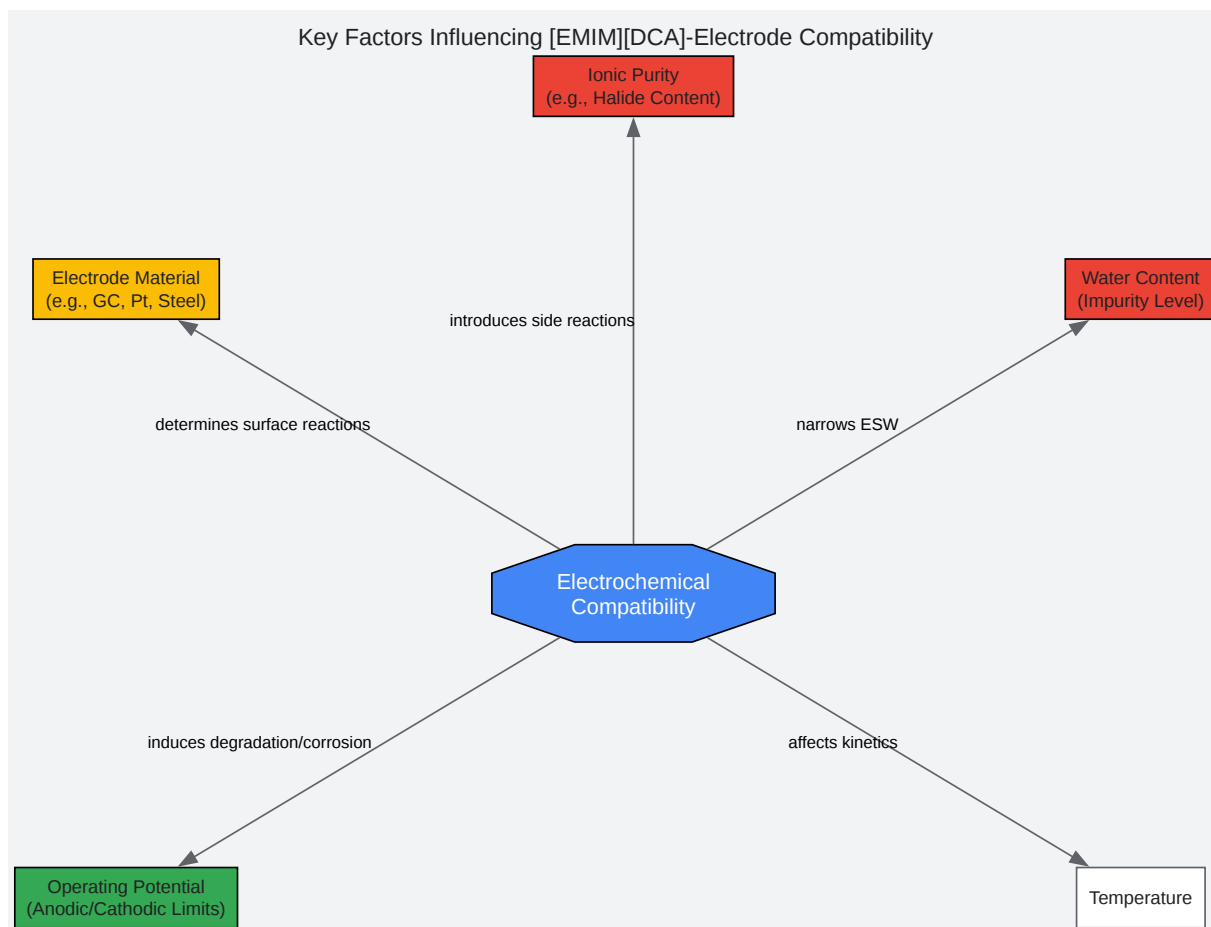 Key Factors Influencing [EMIM][DCA]-Electrode Compatibility
Ionic Purity
(e.g., Halide Content)
Electrode Material
(e.g., GC, Pt, Steel)
Water Content
(Impurity Level)
introduces side reactions
determines surface reactions
narrows ESW
Electrochemical
Compatibility
induces degradation/corrosion
affects kinetics
Operating Potential
(Anodic/Cathodic Limits)
Temperature